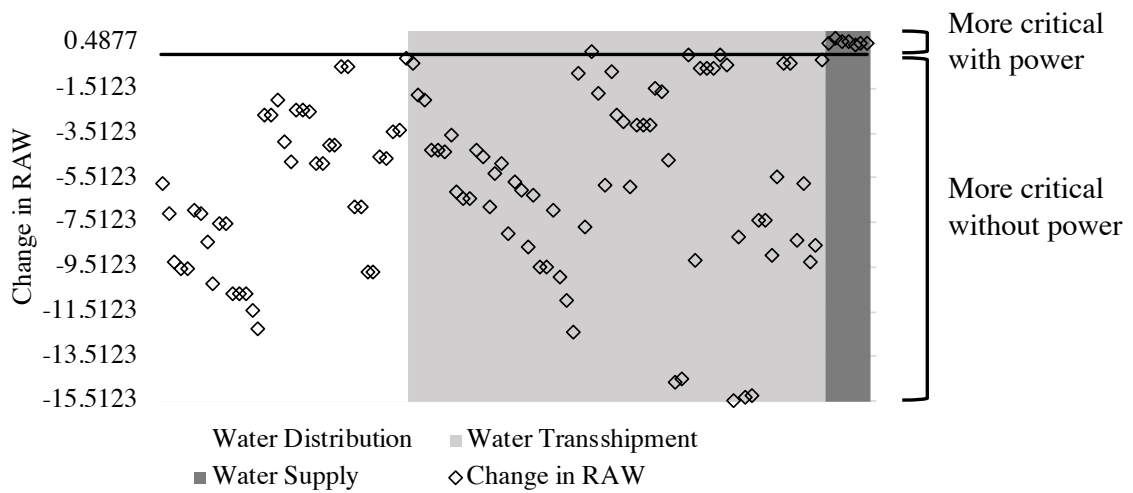 0.4877
-1.5123
-3.5123
-5.5123
-7.5123
-9.5123
-11.5123
-13.5123
-15.5123
Change in RAW
More critical
with power
More critical
without power
Water Distribution
Water Transshipment
Water Supply
Change in RAW